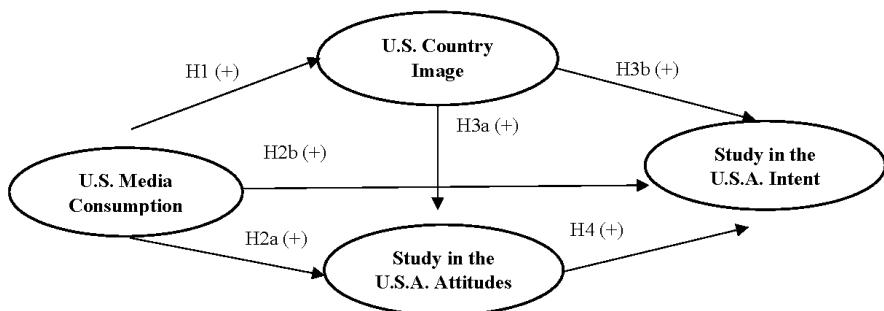 U.S. Country
Image
H1 (+)
H3b (+)
H3a (+)
H2b (+)
Study in the
U.S.A. Intent
U.S. Media
Consumption
H2a (+)
H4 (+)
Study in the
U.S.A. Attitudes